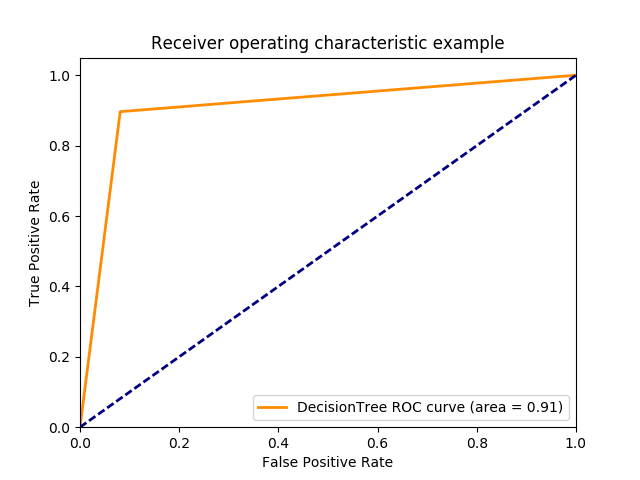 Receiver operating characteristic example
True Positive Rate
1.0
0.8
0.6
0.4
0.2
0.0
DecisionTree ROC curve (area = 0.91)
0.0 0.2 0.4 0.6 0.8 1.0
False Positive Rate